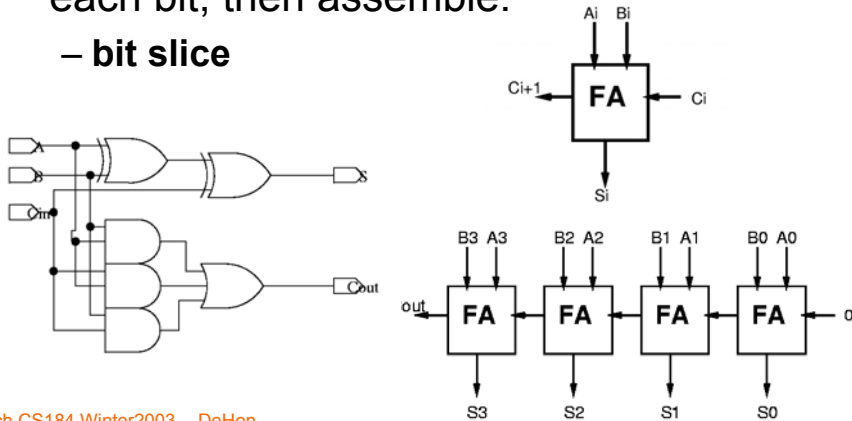 each bit, then assemble.
– bit slice
Ai Bi
Ci+1 FA Ci
Si
A
B
Cin
S
Cout
B3 A3 B2 A2 B1 A1 B0 A0
out FA FA FA FA
S3 S2 S1 S0
CS184 Winter2003 DeHon